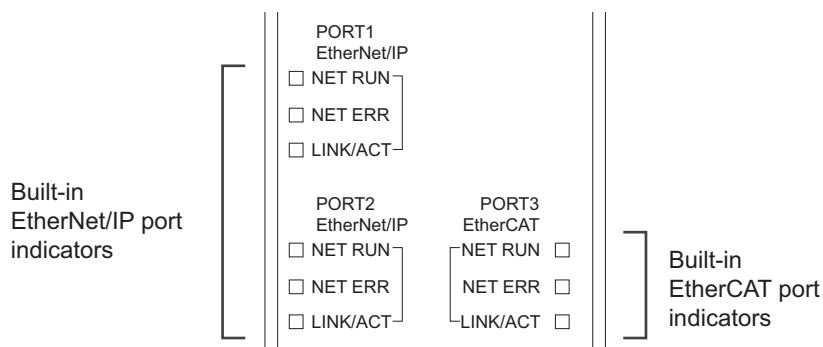 PORT1
EtherNet/IP
NET RUN
NET ERR
LINK/ACT
Built-in
EtherNet/IP port
indicators
PORT2
EtherNet/IP
NET RUN
NET ERR
LINK/ACT
PORT3
EtherCAT
NET RUN
NET ERR
LINK/ACT
Built-in
EtherCAT port
indicators